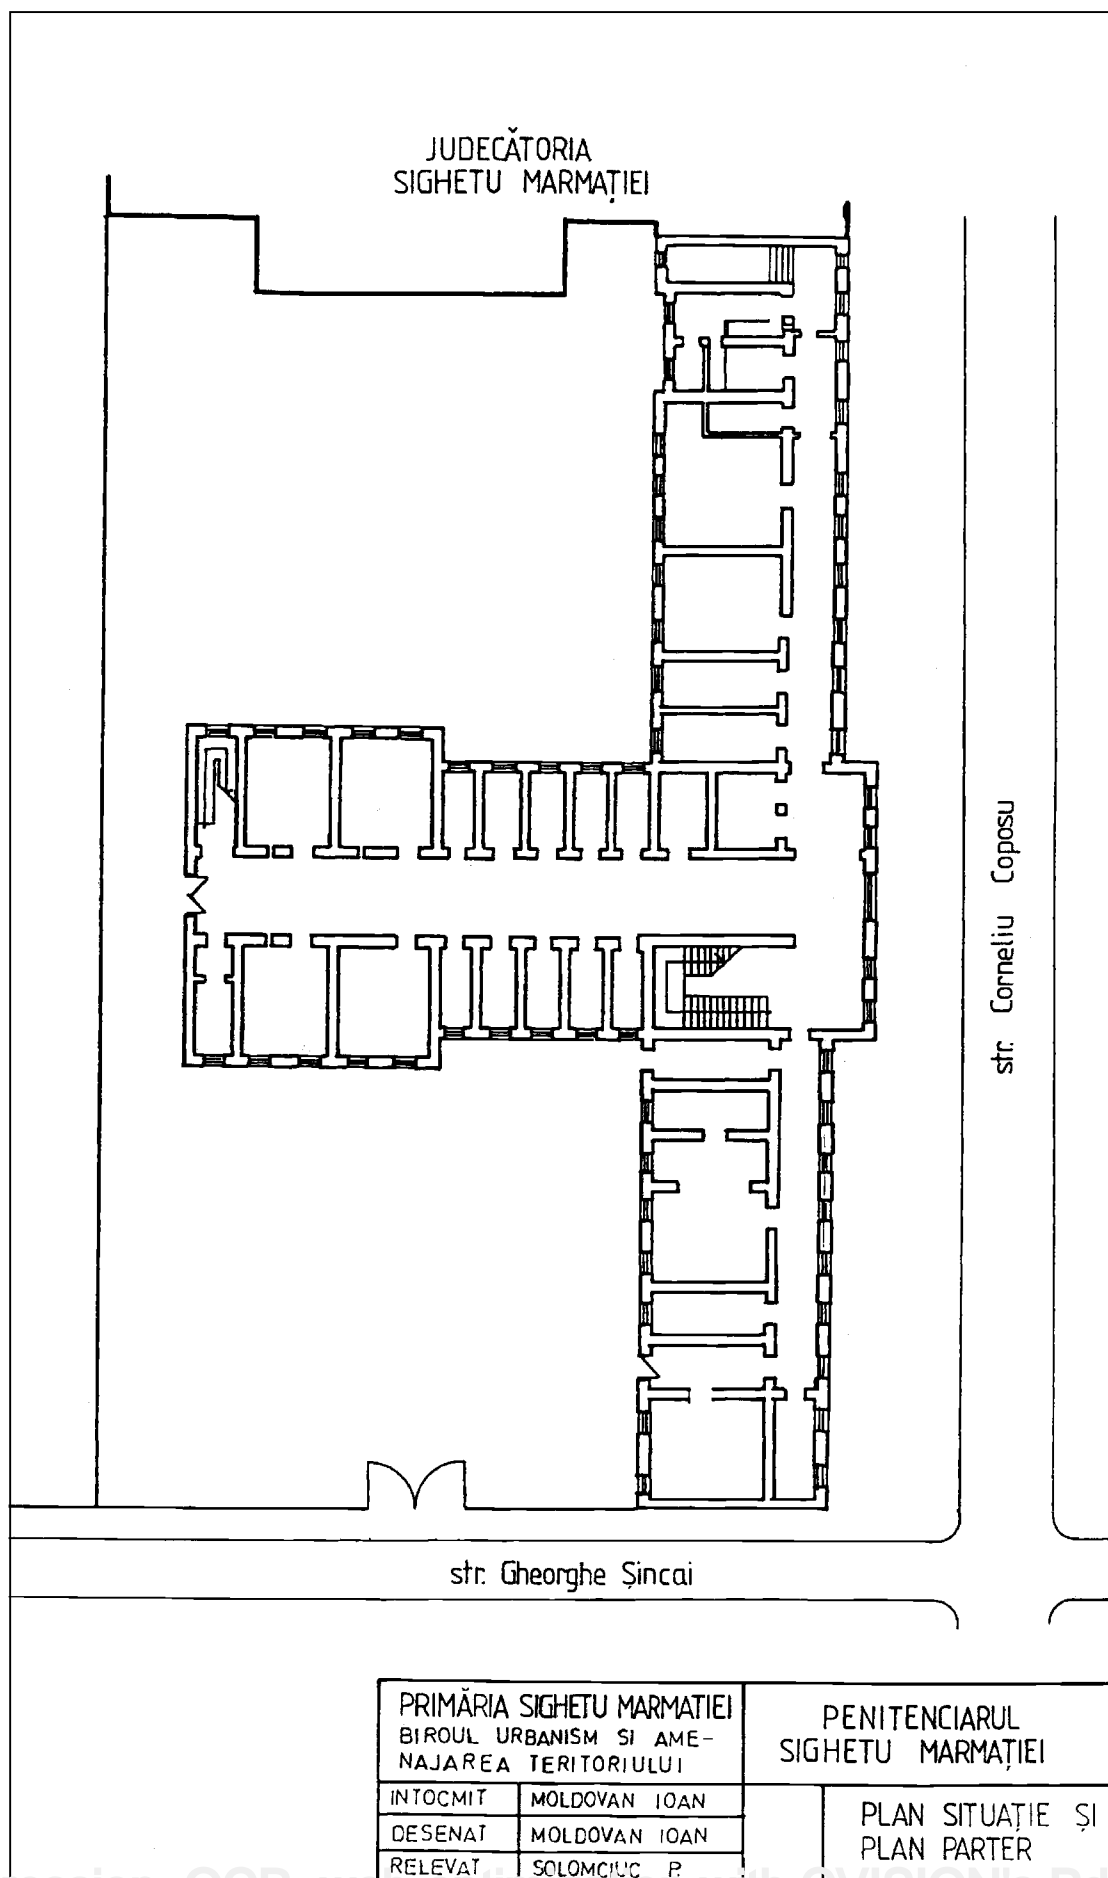 JUDECĂTORIA
SIGHETU MARMAȚIEI
str. Corneliu Coposu
str. Gheorghe Șincai
PRIMĂRIA SIGHETU MARMATIEI
BIROUL URBANISM SI AME-
NAJAREA TERITORIULUI
PENITENCIARUL
SIGHETU MARMAȚIEI
INTOCMIT MOLDOVAN IOAN
DESENAT MOLDOVAN IOAN
RELEVAT SOLOMCIUC P.
PLAN SITUAȚIE ȘI
PLAN PARTER